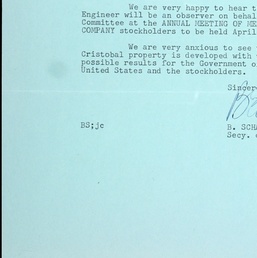 We are very happy to hear t
Engineer will be an observer on behal
Committee at the ANNUAL MEETING OF ME
COMPANY stockholders to be held April
We are very anxious to see
Cristobal property is developed with
possible results for the Government o
United States and the stockholders.
Sincer
BS;jc
B. SCHA
Secy.